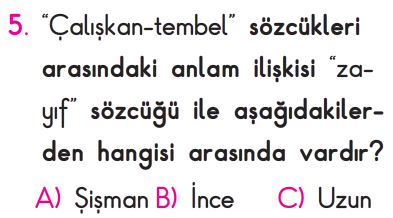 5. “Çalışkan-tembel” sözcükleri
arasındaki anlam ilişkisi “za-
yıf” sözcüğü ile aşağıdakiler-
den hangisi arasında vardır?
A) Şişman B) İnce C) Uzun